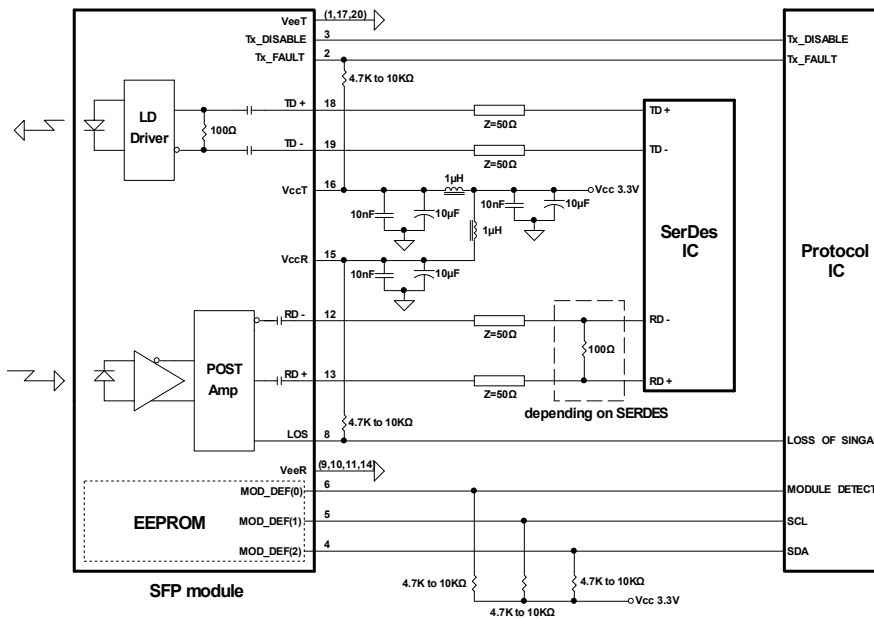 VeeT (1,17,20)
Tx_DISABLE 3 Tx_DISABLE
Tx_FAULT 2 Tx_FAULT
4.7K to 10KΩ
LD
Driver
100Ω
TD + 18 TD +
Z=50Ω
TD - 19 TD -
Z=50Ω
VccT 16
1µH
Vcc 3.3V
10nF 10µF 10nF 10µF
1µH
SerDes
IC
Protocol
IC
VccR 15
10nF 10µF
RD - 12 RD -
Z=50Ω
POST
Amp
100Ω
RD + 13 RD +
Z=50Ω
depending on SERDES
4.7K to 10KΩ
LOS 8 LOSS OF SINGA
VeeR (9,10,11,14)
MOD_DEF(0) 6 MODULE DETECT
EEPROM
MOD_DEF(1) 5 SCL
MOD_DEF(2) 4 SDA
SFP module
4.7K to 10KΩ 4.7K to 10KΩ
4.7K to 10KΩ
Vcc 3.3V